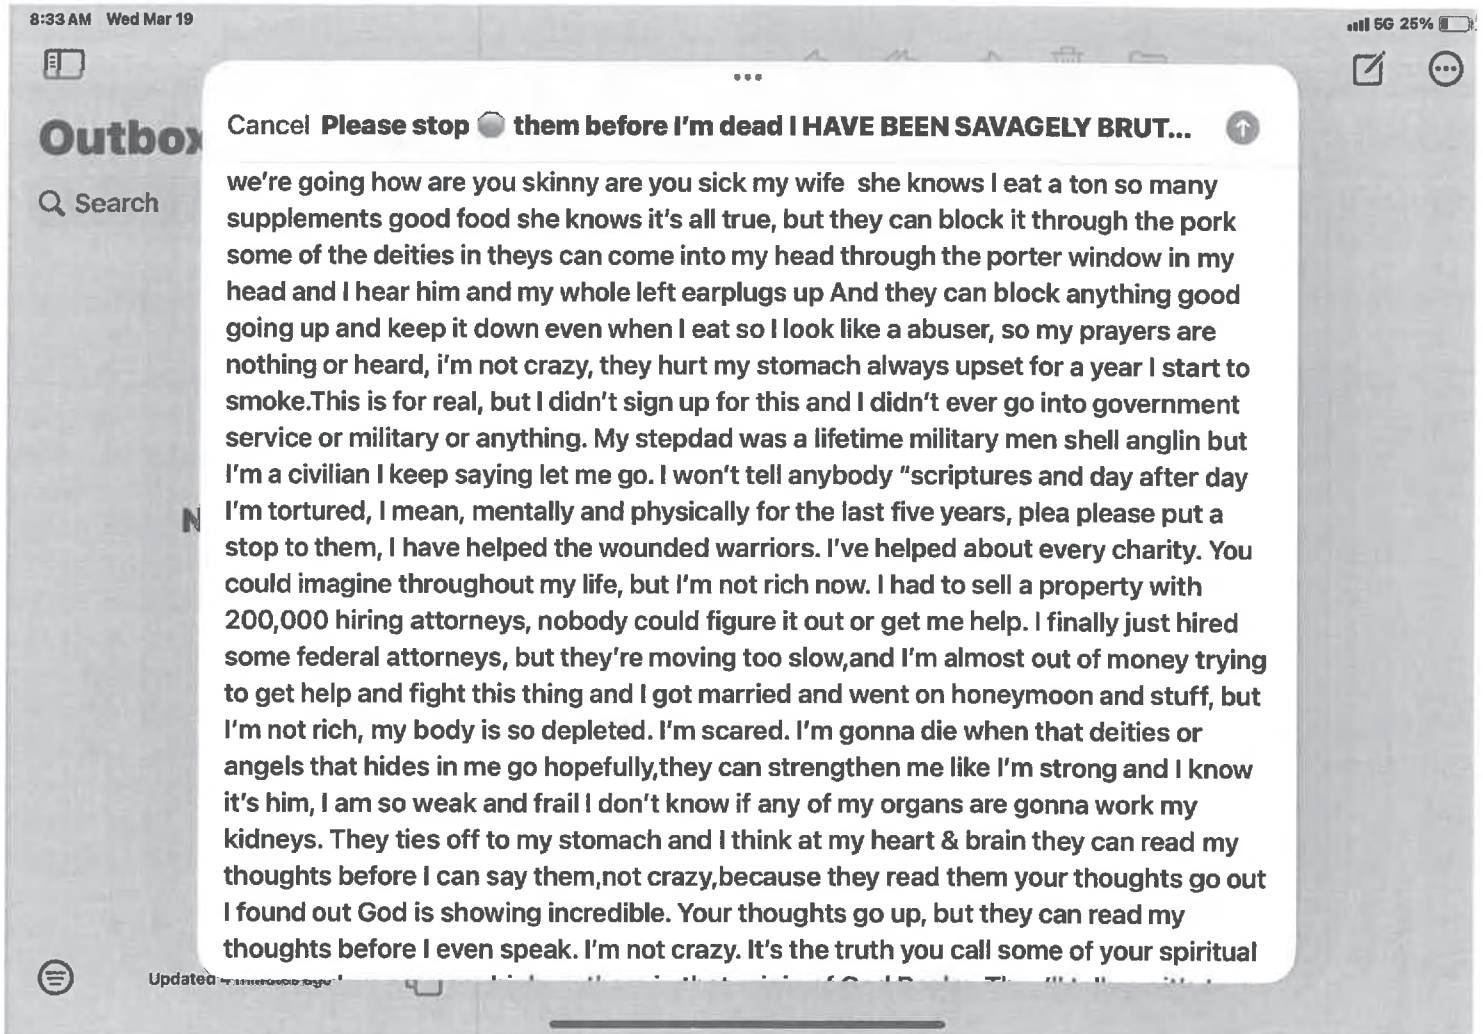 8:33 AM Wed Mar 19
5G 25%
Outbox
Search
Cancel Please stop them before I'm dead I HAVE BEEN SAVAGELY BRUT...
we're going how are you skinny are you sick my wife she knows I eat a ton so many
supplements good food she knows it's all true, but they can block it through the pork
some of the deities in theys can come into my head through the porter window in my
head and I hear him and my whole left earplugs up And they can block anything good
going up and keep it down even when I eat so I look like a abuser, so my prayers are
nothing or heard, i'm not crazy, they hurt my stomach always upset for a year I start to
smoke.This is for real, but I didn't sign up for this and I didn't ever go into government
service or military or anything. My stepdad was a lifetime military men shell anglin but
I'm a civilian I keep saying let me go. I won't tell anybody "scriptures and day after day
I'm tortured, I mean, mentally and physically for the last five years, plea please put a
stop to them, I have helped the wounded warriors. I've helped about every charity. You
could imagine throughout my life, but I'm not rich now. I had to sell a property with
200,000 hiring attorneys, nobody could figure it out or get me help. I finally just hired
some federal attorneys, but they're moving too slow,and I'm almost out of money trying
to get help and fight this thing and I got married and went on honeymoon and stuff, but
I'm not rich, my body is so depleted. I'm scared. I'm gonna die when that deities or
angels that hides in me go hopefully,they can strengthen me like I'm strong and I know
it's him, I am so weak and frail I don't know if any of my organs are gonna work my
kidneys. They ties off to my stomach and I think at my heart & brain they can read my
thoughts before I can say them,not crazy,because they read them your thoughts go out
I found out God is showing incredible. Your thoughts go up, but they can read my
thoughts before I even speak. I'm not crazy. It's the truth you call some of your spiritual
Updated